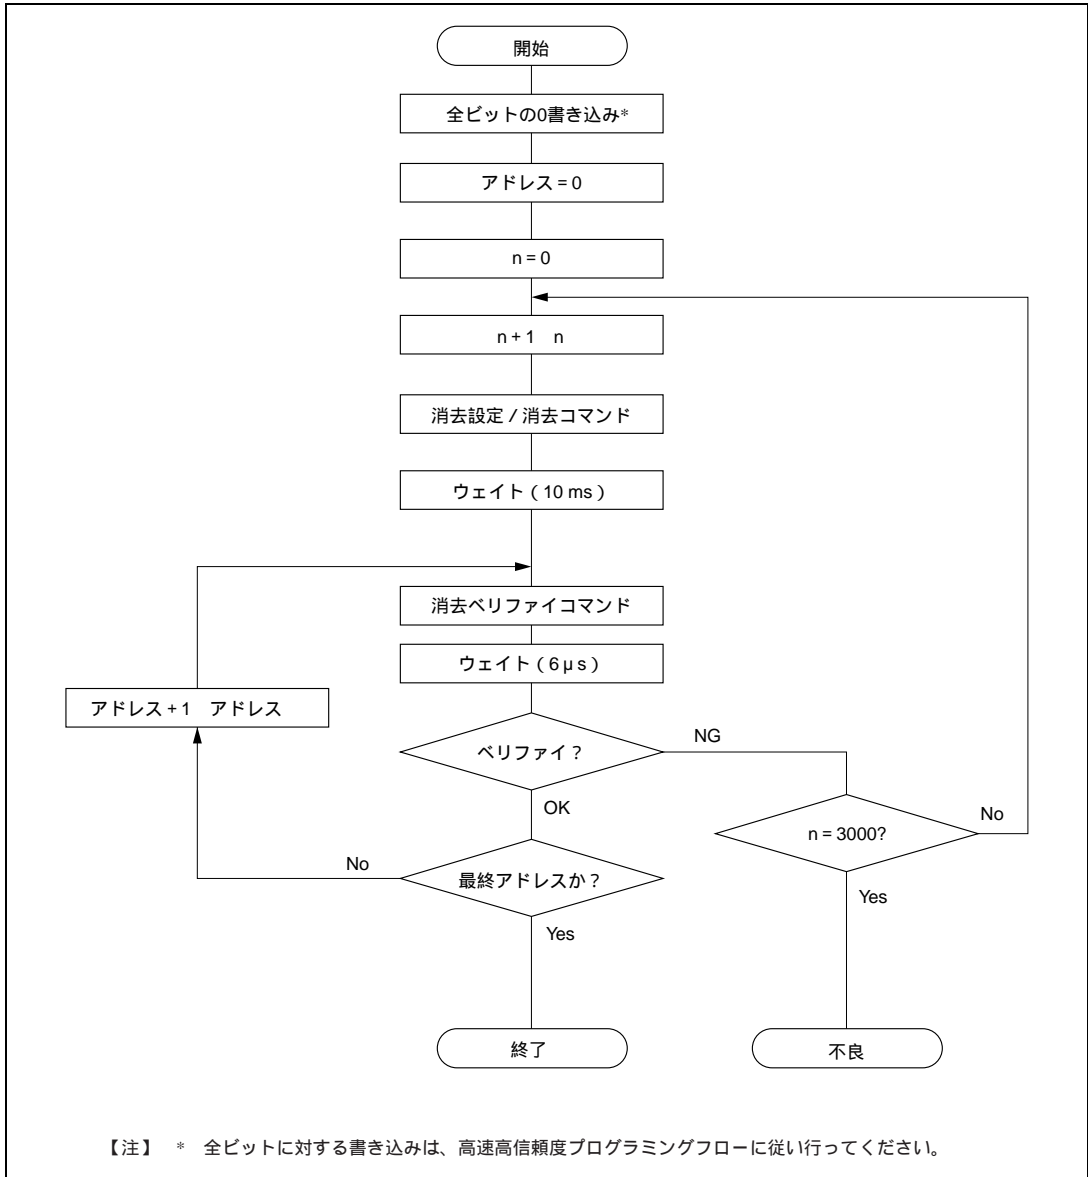 開始
全ビットの0書き込み*
アドレス = 0
n = 0
n + 1 n
消去設定 / 消去コマンド
ウェイト ( 10 ms )
消去ベリファイコマンド
ウェイト ( 6 μs )
アドレス + 1 アドレス
ベリファイ ?
NG
OK
n = 3000?
No
No
最終アドレスか ?
Yes
Yes
終了
不良
【注】 * 全ビットに対する書き込みは、高速高信頼度プログラミングフローに従い行ってください。